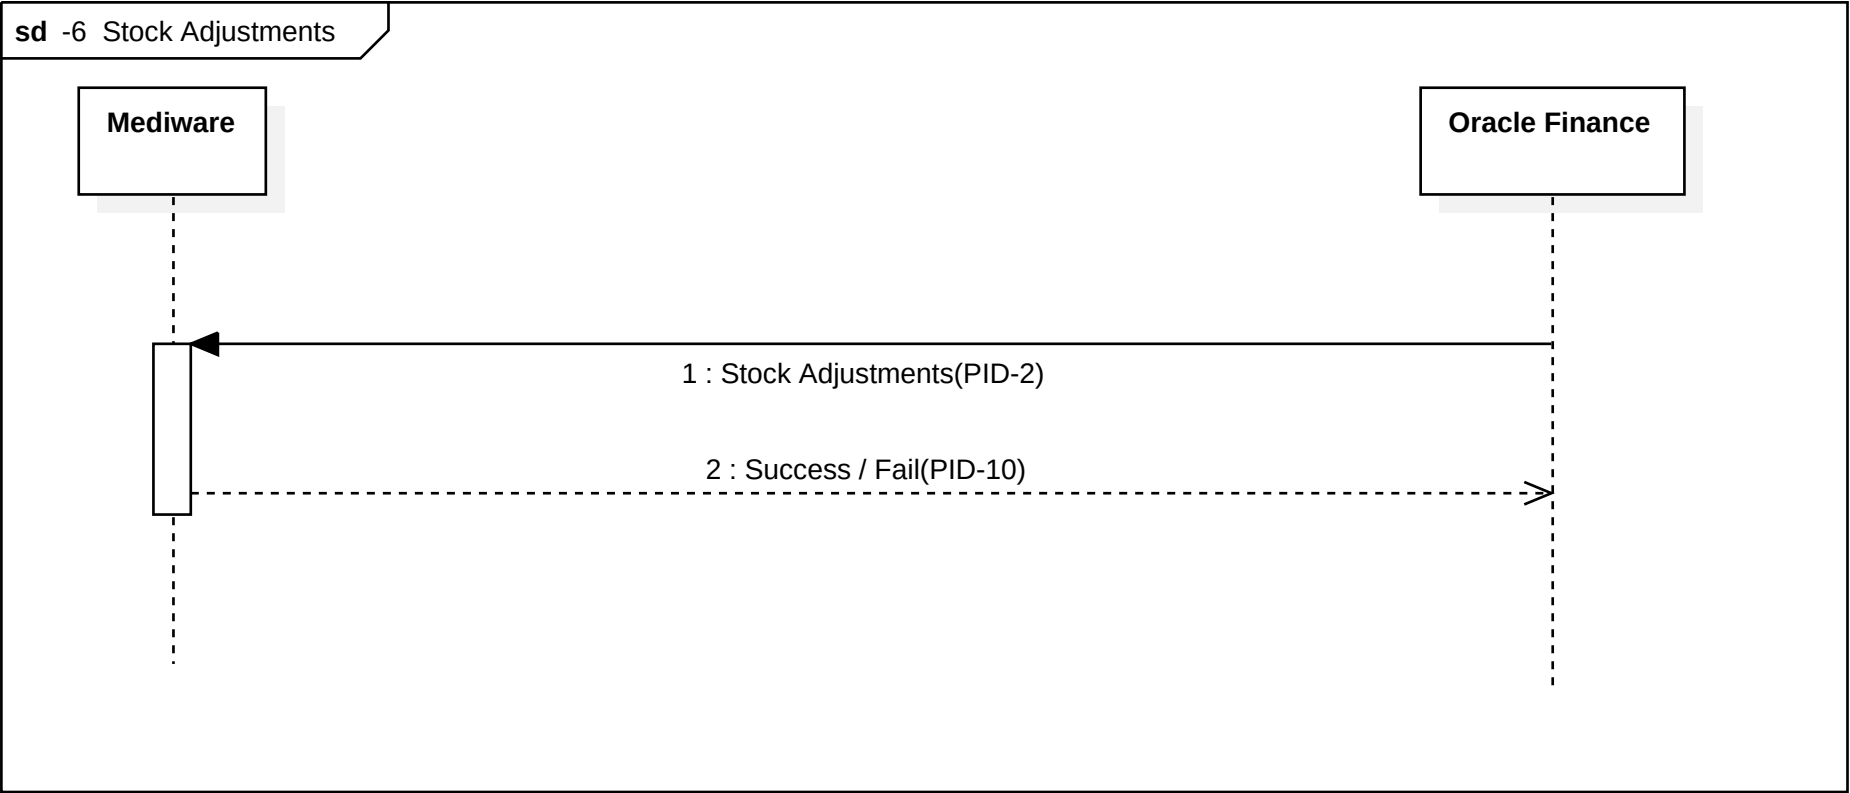 sd -6 Stock Adjustments
Mediware
Oracle Finance
1 : Stock Adjustments(PID-2)
2 : Success / Fail(PID-10)